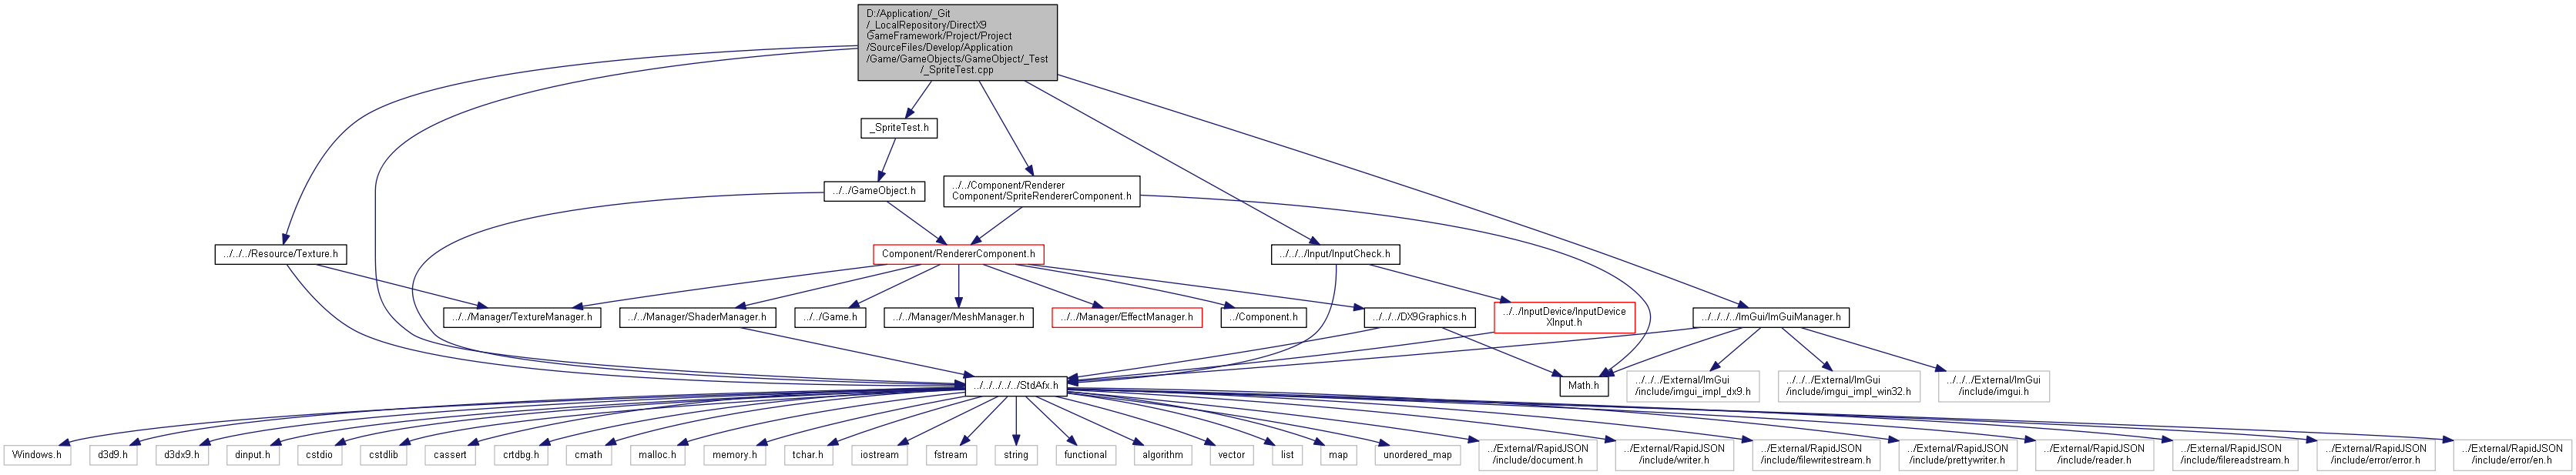 D:/Application/_Git
/_LocalRepository/DirectX9
GameFramework/Project/Project
/SourceFiles/Develop/Application
/Game/GameObjects/GameObject/_Test
/_SpriteTest.cpp
_SpriteTest.h
../../GameObject.h
../../Component/Renderer
Component/SpriteRendererComponent.h
../../../Resource/Texture.h
Component/RendererComponent.h
../../../Input/InputCheck.h
../../Manager/TextureManager.h
../../Manager/ShaderManager.h
../../Game.h
../../Manager/MeshManager.h
../../Manager/EffectManager.h
../Component.h
../../../DX9Graphics.h
../../InputDevice/InputDevice
XInput.h
../../../../ImGui/ImGuiManager.h
../../../../../StdAfx.h
Math.h
../../../External/ImGui
/include/imgui_impl_dx9.h
../../../External/ImGui
/include/imgui_impl_win32.h
../../../External/ImGui
/include/imgui.h
Windows.h
d3d9.h
d3dx9.h
dinput.h
cstdio
cstdlib
cassert
crtdbg.h
cmath
malloc.h
memory.h
tchar.h
iostream
fstream
string
functional
algorithm
vector
list
map
unordered_map
../External/RapidJSON
/include/document.h
../External/RapidJSON
/include/writer.h
../External/RapidJSON
/include/filewritestream.h
../External/RapidJSON
/include/prettywriter.h
../External/RapidJSON
/include/reader.h
../External/RapidJSON
/include/filereadstream.h
../External/RapidJSON
/include/error/error.h
../External/RapidJSON
/include/error/en.h